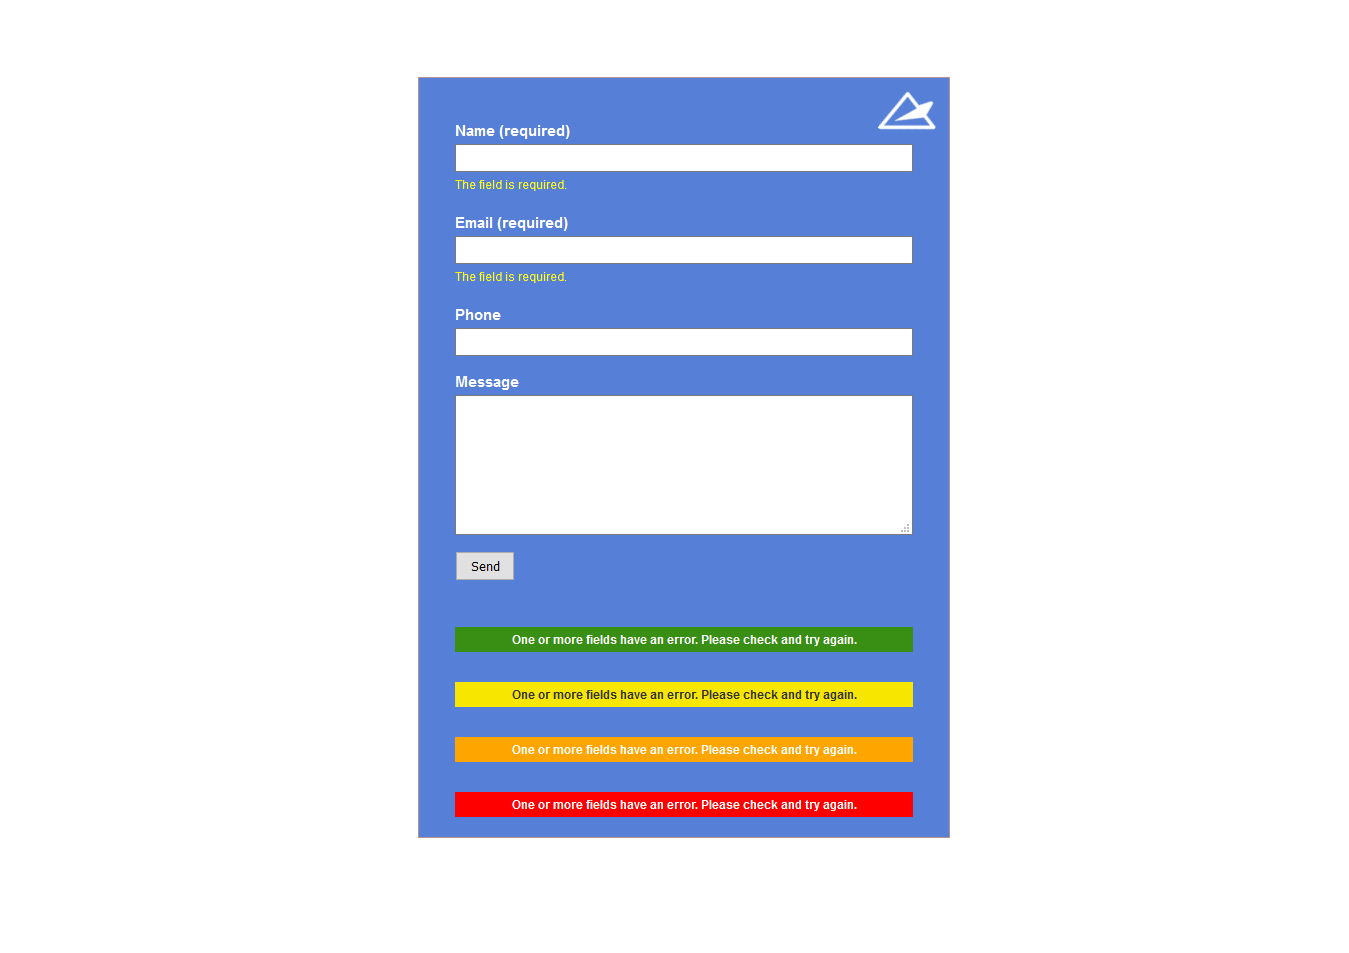 Name (required)
The field is required.
Email (required)
The field is required.
Phone
Message
Send
One or more fields have an error. Please check and try again.
One or more fields have an error. Please check and try again.
One or more fields have an error. Please check and try again.
One or more fields have an error. Please check and try again.